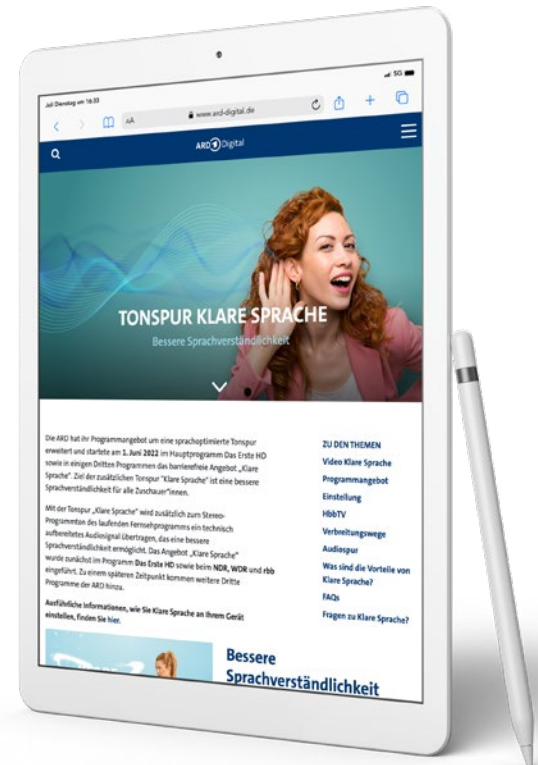 Juli Dienstag um 16:33
5G
AA
www.ard-digital.de
ARD 1 Digital
TONSPUR KLARE SPRACHE
Bessere Sprachverständlichkeit
Die ARD hat ihr Programmangebot um eine sprachoptimierte Tonspur
erweitert und startete am 1. Juni 2022 im Hauptprogramm Das Erste HD
sowie in einigen Dritten Programmen das barrierefreie Angebot „Klare
Sprache“. Ziel der zusätzlichen Tonspur "Klare Sprache" ist eine bessere
Sprachverständlichkeit für alle Zuschauer*innen.
Mit der Tonspur „Klare Sprache“ wird zusätzlich zum Stereo-
Programmton des laufenden Fernsehprogramms ein technisch
aufbereitetes Audiosignal übertragen, das eine bessere
Sprachverständlichkeit ermöglicht. Das Angebot „Klare Sprache“
wurde zunächst im Programm Das Erste HD sowie beim NDR, WDR und rbb
eingeführt. Zu einem späteren Zeitpunkt kommen weitere Dritte
Programme der ARD hinzu.
Ausführliche Informationen, wie Sie Klare Sprache an Ihrem Gerät
einstellen, finden Sie hier.
ZU DEN THEMEN
Video Klare Sprache
Programmangebot
Einstellung
HbbTV
Verbreitungswege
Audiospur
Was sind die Vorteile von
Klare Sprache?
FAQs
Fragen zu Klare Sprache?
Bessere
Sprachverständlichkeit